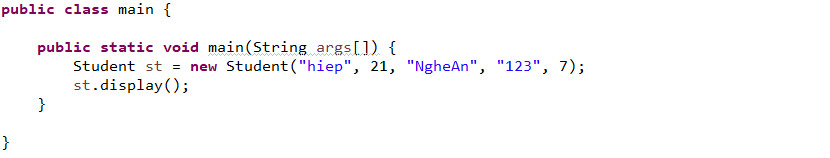 public class main {
public static void main(String args[]) {
Student st = new Student("hiep", 21, "NgheAn", "123", 7);
st.display();
}
}